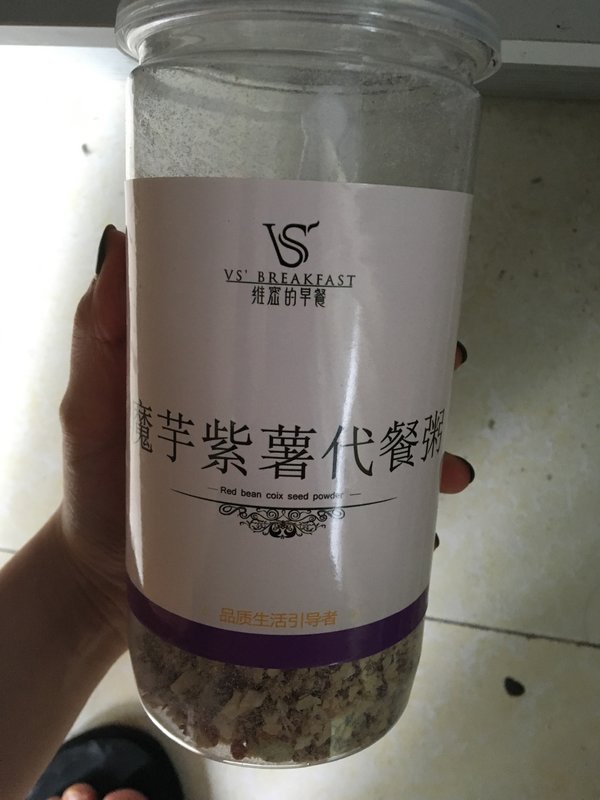 VS
VS' BREAKFAST
维密的早餐
魔芋紫薯代餐粥
Red bean coix seed powder
品质生活引导者